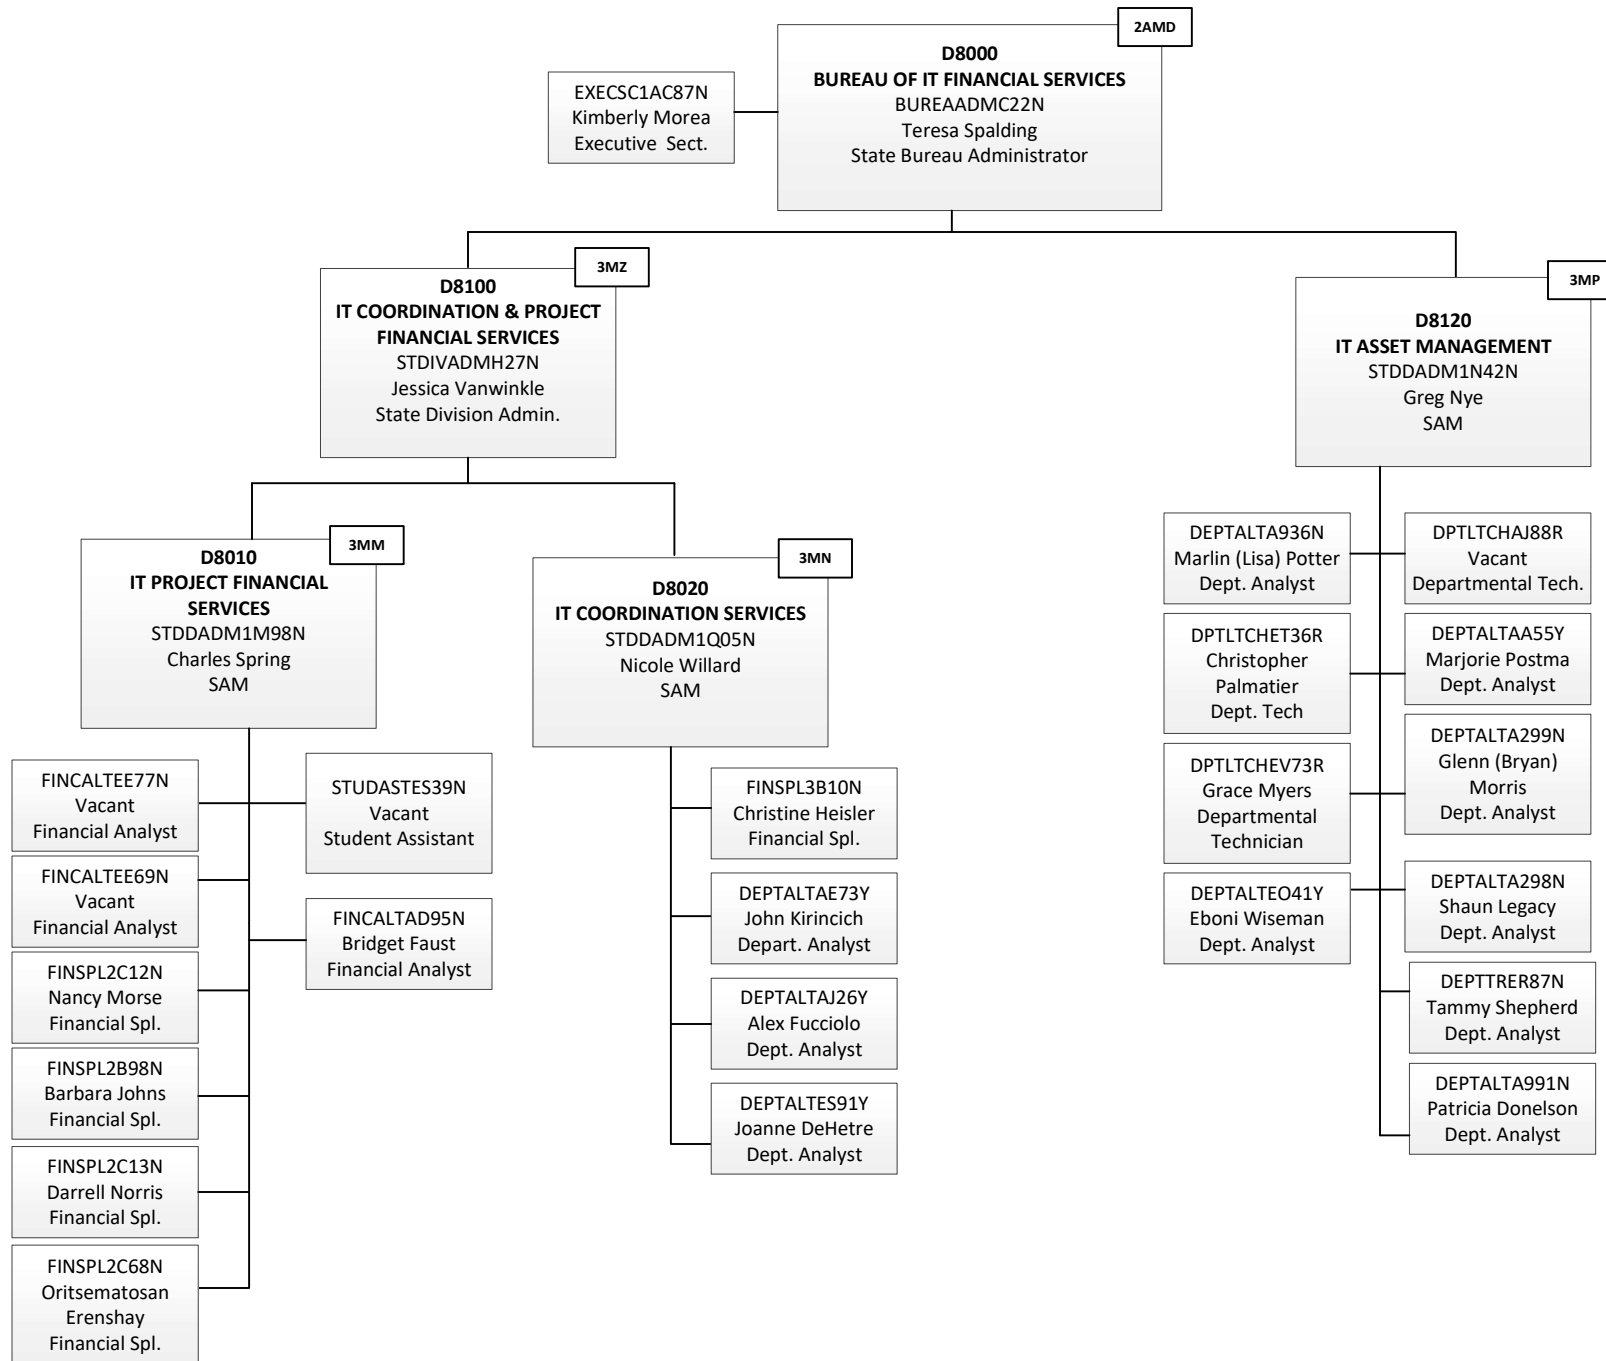 2AMD
D8000
BUREAU OF IT FINANCIAL SERVICES
BUREAADMC22N
Teresa Spalding
State Bureau Administrator
EXECSC1AC87N
Kimberly Morea
Executive Sect.
3MZ
D8100
IT COORDINATION & PROJECT
FINANCIAL SERVICES
STDIVADMH27N
Jessica Vanwinkle
State Division Admin.
3MP
D8120
IT ASSET MANAGEMENT
STDDADM1N42N
Greg Nye
SAM
3MM
D8010
IT PROJECT FINANCIAL
SERVICES
STDDADM1M98N
Charles Spring
SAM
3MN
D8020
IT COORDINATION SERVICES
STDDADM1Q05N
Nicole Willard
SAM
FINCALTEE77N
Vacant
Financial Analyst
FINCALTEE69N
Vacant
Financial Analyst
FINSPL2C12N
Nancy Morse
Financial Spl.
FINSPL2B98N
Barbara Johns
Financial Spl.
FINSPL2C13N
Darrell Norris
Financial Spl.
FINSPL2C68N
Oritsematosan
Erenshay
Financial Spl.
STUDASTES39N
Vacant
Student Assistant
FINCALTAD95N
Bridget Faust
Financial Analyst
FINSPL3B10N
Christine Heisler
Financial Spl.
DEPTALTAE73Y
John Kirincich
Depart. Analyst
DEPTALTAJ26Y
Alex Fucciolo
Dept. Analyst
DEPTALTES91Y
Joanne DeHetre
Dept. Analyst
DEPTALTA936N
Marlin (Lisa) Potter
Dept. Analyst
DPTLTCHET36R
Christopher
Palmatier
Dept. Tech
DPTLTCHEV73R
Grace Myers
Departmental
Technician
DEPTALTEO41Y
Eboni Wiseman
Dept. Analyst
DPTLTCHAJ88R
Vacant
Departmental Tech.
DEPTALTAA55Y
Marjorie Postma
Dept. Analyst
DEPTALTA299N
Glenn (Bryan)
Morris
Dept. Analyst
DEPTALTA298N
Shaun Legacy
Dept. Analyst
DEPTTRER87N
Tammy Shepherd
Dept. Analyst
DEPTALTA991N
Patricia Donelson
Dept. Analyst